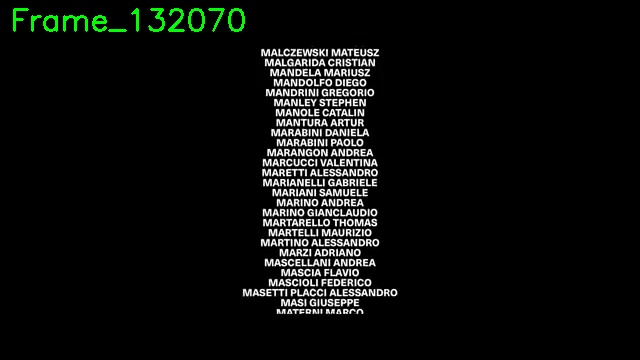 Frame_132070
MALCZEWSKI MATEUSZ
MALGARIDA CRISTIAN
MANDELA MARIUSZ
MANDOLFO DIEGO
MANDRINI GREGORIO
MANLEY STEPHEN
MANOLE CATALIN
MANTURA ARTUR
MARABINI DANIELA
MARABINI PAOLO
MARANGON ANDREA
MARCUCCI VALENTINA
MARETTI ALESSANDRO
MARIANELLI GABRIELE
MARIANI SAMUELE
MARINO ANDREA
MARINO GIANCLAUDIO
MARTARELLO THOMAS
MARTELLI MAURIZIO
MARTINO ALESSANDRO
MARZI ADRIANO
MASCELLANI ANDREA
MASCIA FLAVIO
MASCIOLI FEDERICO
MASETTI PLACCI ALESSANDRO
MASI GIUSEPPE
MATERNI MARCO